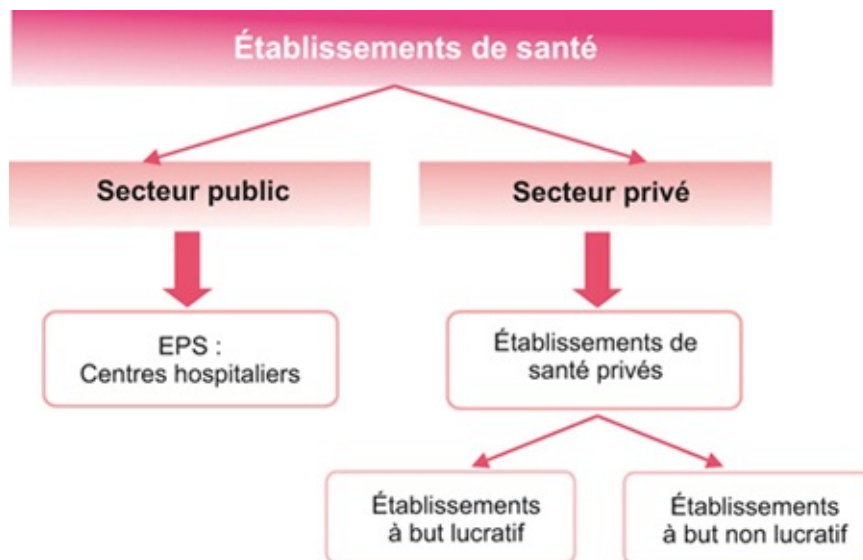 Établissements de santé
Secteur public
Secteur privé
EPS :
Centres hospitaliers
Établissements de
santé privés
Établissements
à but lucratif
Établissements
à but non lucratif